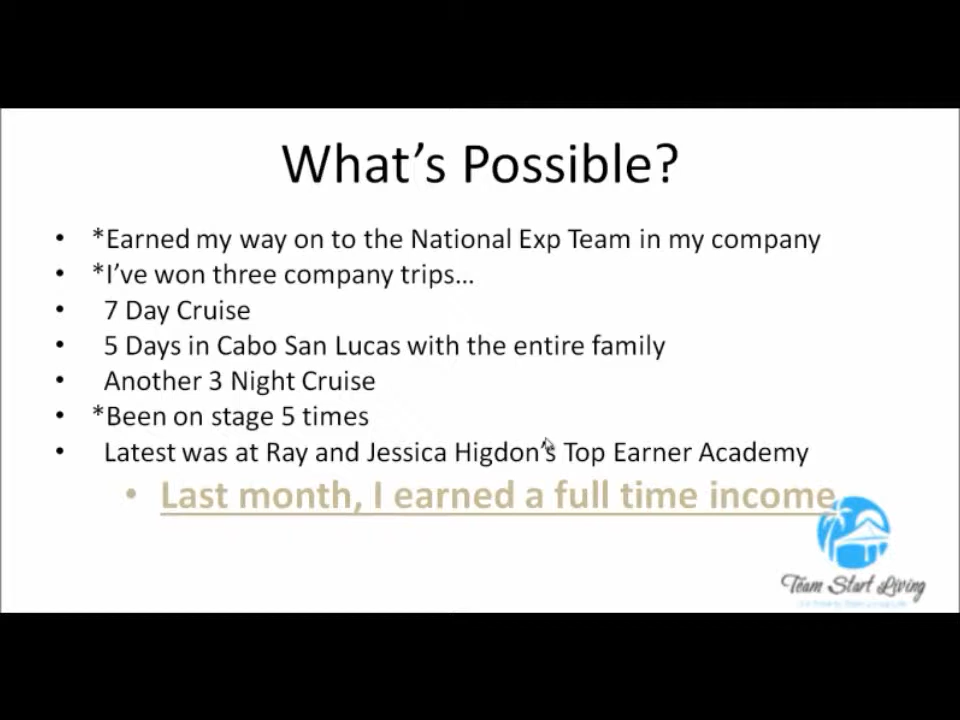 What's Possible?
• *Earned my way on to the National Exp Team in my company
• *I've won three company trips...
• 7 Day Cruise
• 5 Days in Cabo San Lucas with the entire family
• Another 3 Night Cruise
• *Been on stage 5 times
• Latest was at Ray and Jessica Higdon's Top Earner Academy
• Last month, I earned a full time income
Team Start Living